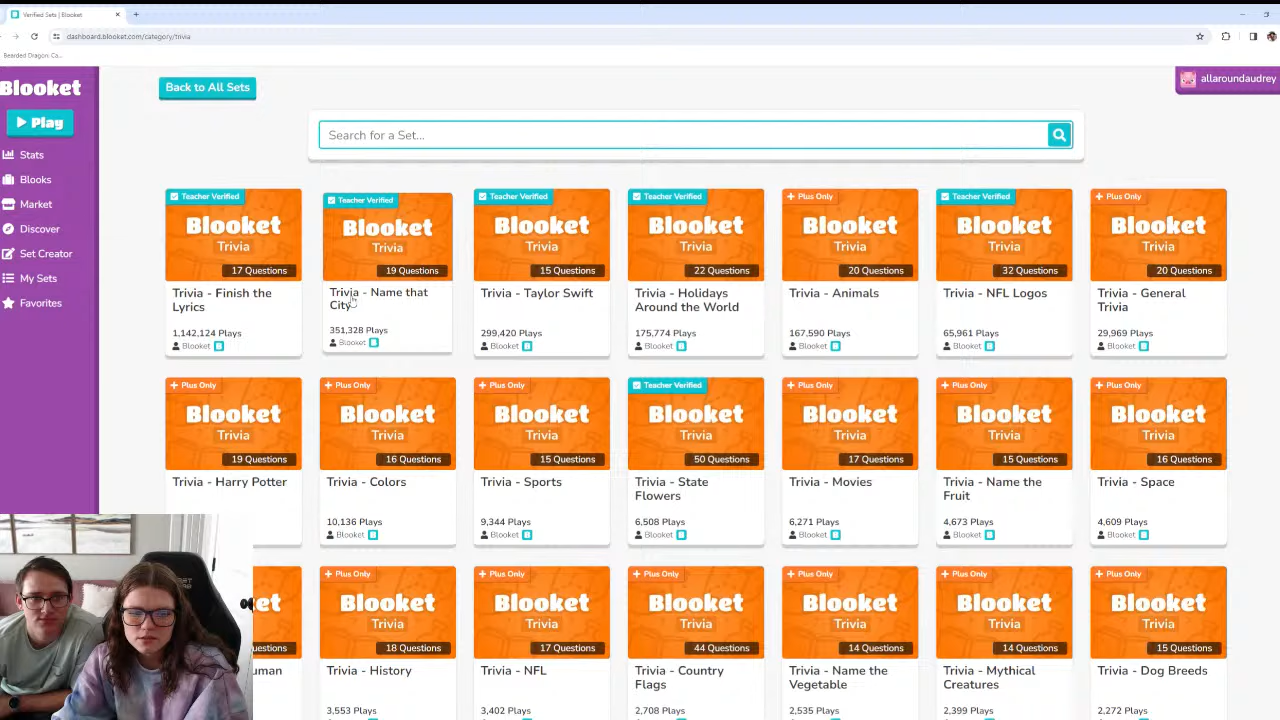 Verified Sets | Blooket
dashboard.blooket.com/category/trivia
Bearded Dragon: Ca...
Blooket
Play
Stats
Blooks
Market
Discover
Set Creator
My Sets
Favorites
Back to All Sets
allaroundaudrey
Search for a Set...
Teacher Verified
Blooket
Trivia
17 Questions
Trivia - Finish the
Lyrics
1,142,124 Plays
Blooket
Teacher Verified
Blooket
Trivia
19 Questions
Trivia - Name that
City
351,328 Plays
Blooket
Teacher Verified
Blooket
Trivia
15 Questions
Trivia - Taylor Swift
299,420 Plays
Blooket
Teacher Verified
Blooket
Trivia
22 Questions
Trivia - Holidays
Around the World
175,774 Plays
Blooket
Plus Only
Blooket
Trivia
20 Questions
Trivia - Animals
167,590 Plays
Blooket
Teacher Verified
Blooket
Trivia
32 Questions
Trivia - NFL Logos
65,961 Plays
Blooket
Plus Only
Blooket
Trivia
20 Questions
Trivia - General
Trivia
29,969 Plays
Blooket
Plus Only
Blooket
Trivia
19 Questions
Trivia - Harry Potter
Plus Only
Blooket
Trivia
16 Questions
Trivia - Colors
10,136 Plays
Blooket
Plus Only
Blooket
Trivia
15 Questions
Trivia - Sports
9,344 Plays
Blooket
Teacher Verified
Blooket
Trivia
50 Questions
Trivia - State
Flowers
6,508 Plays
Blooket
Plus Only
Blooket
Trivia
17 Questions
Trivia - Movies
6,271 Plays
Blooket
Plus Only
Blooket
Trivia
15 Questions
Trivia - Name the
Fruit
4,673 Plays
Blooket
Plus Only
Blooket
Trivia
16 Questions
Trivia - Space
4,609 Plays
Blooket
ket
estions
uman
Plus Only
Blooket
Trivia
18 Questions
Trivia - History
3,553 Plays
Plus Only
Blooket
Trivia
17 Questions
Trivia - NFL
3,402 Plays
Plus Only
Blooket
Trivia
44 Questions
Trivia - Country
Flags
2,708 Plays
Plus Only
Blooket
Trivia
14 Questions
Trivia - Name the
Vegetable
2,535 Plays
Plus Only
Blooket
Trivia
14 Questions
Trivia - Mythical
Creatures
2,399 Plays
Plus Only
Blooket
Trivia
15 Questions
Trivia - Dog Breeds
2,272 Plays